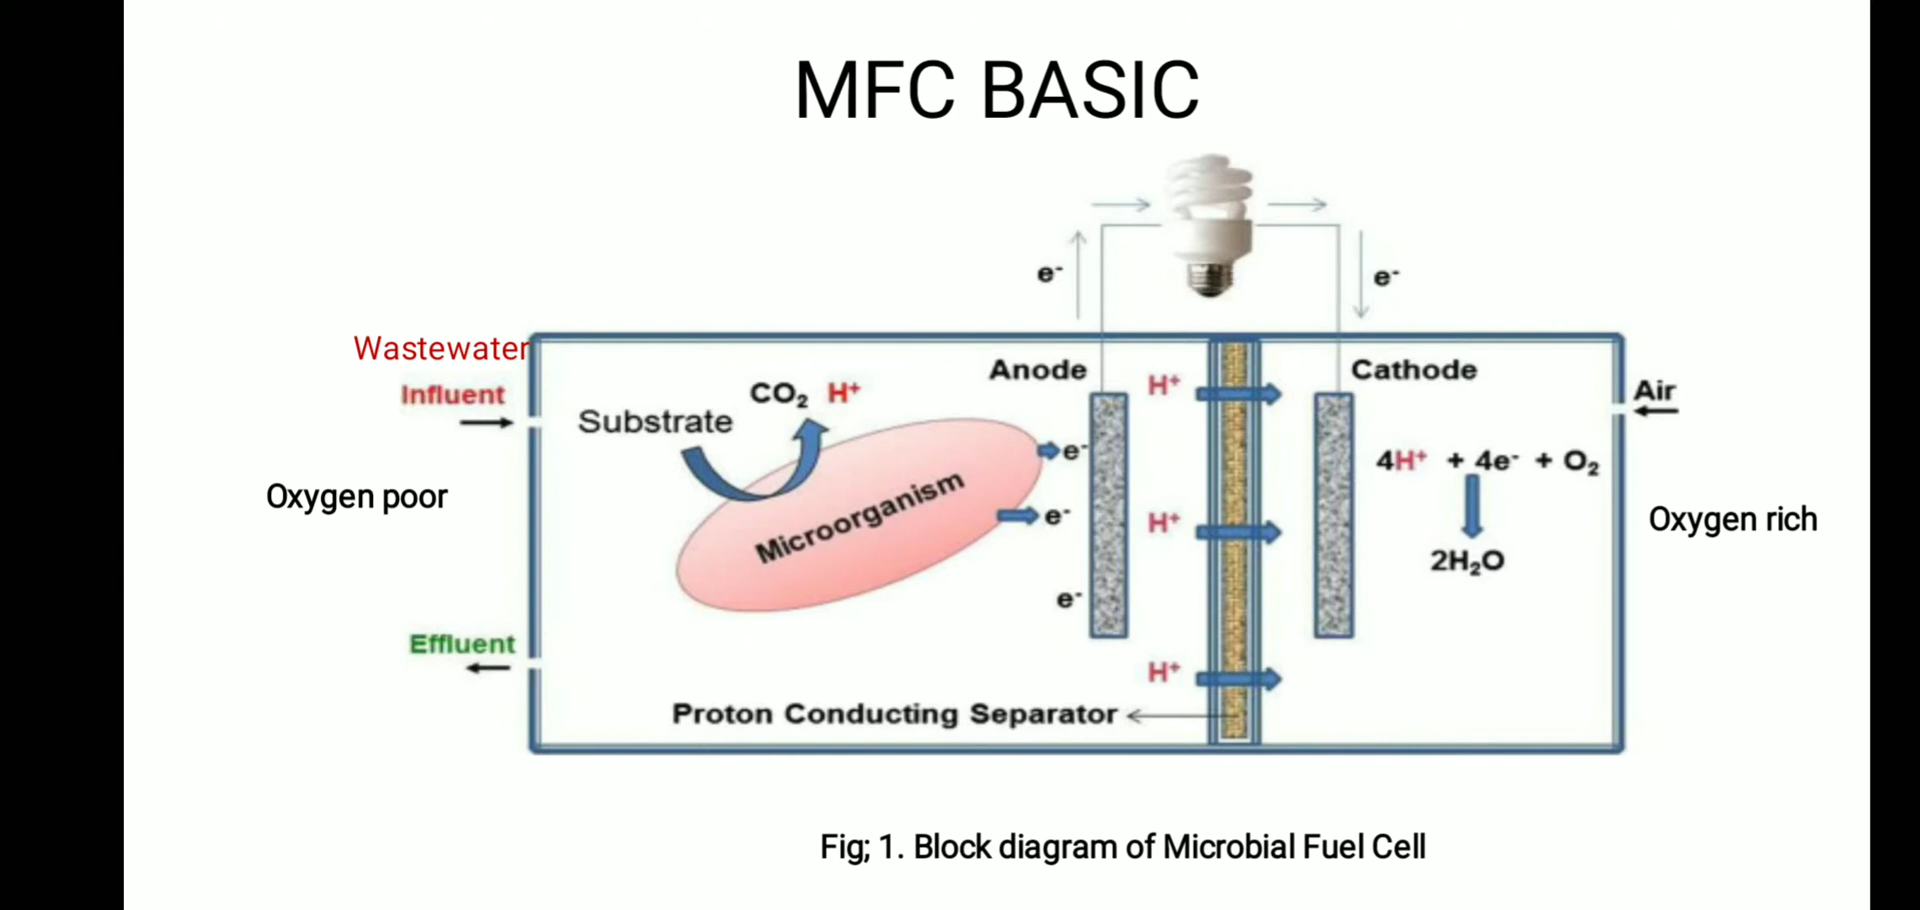 MFC BASIC
e⁻
e⁻
Wastewater
Influent
Substrate
CO₂ H⁺
Anode
H⁺
Cathode
Air
e⁻
4H⁺ + 4e⁻ + O₂
Oxygen poor
Microorganism
e⁻
H⁺
Oxygen rich
2H₂O
e⁻
Effluent
H⁺
Proton Conducting Separator
Fig; 1. Block diagram of Microbial Fuel Cell